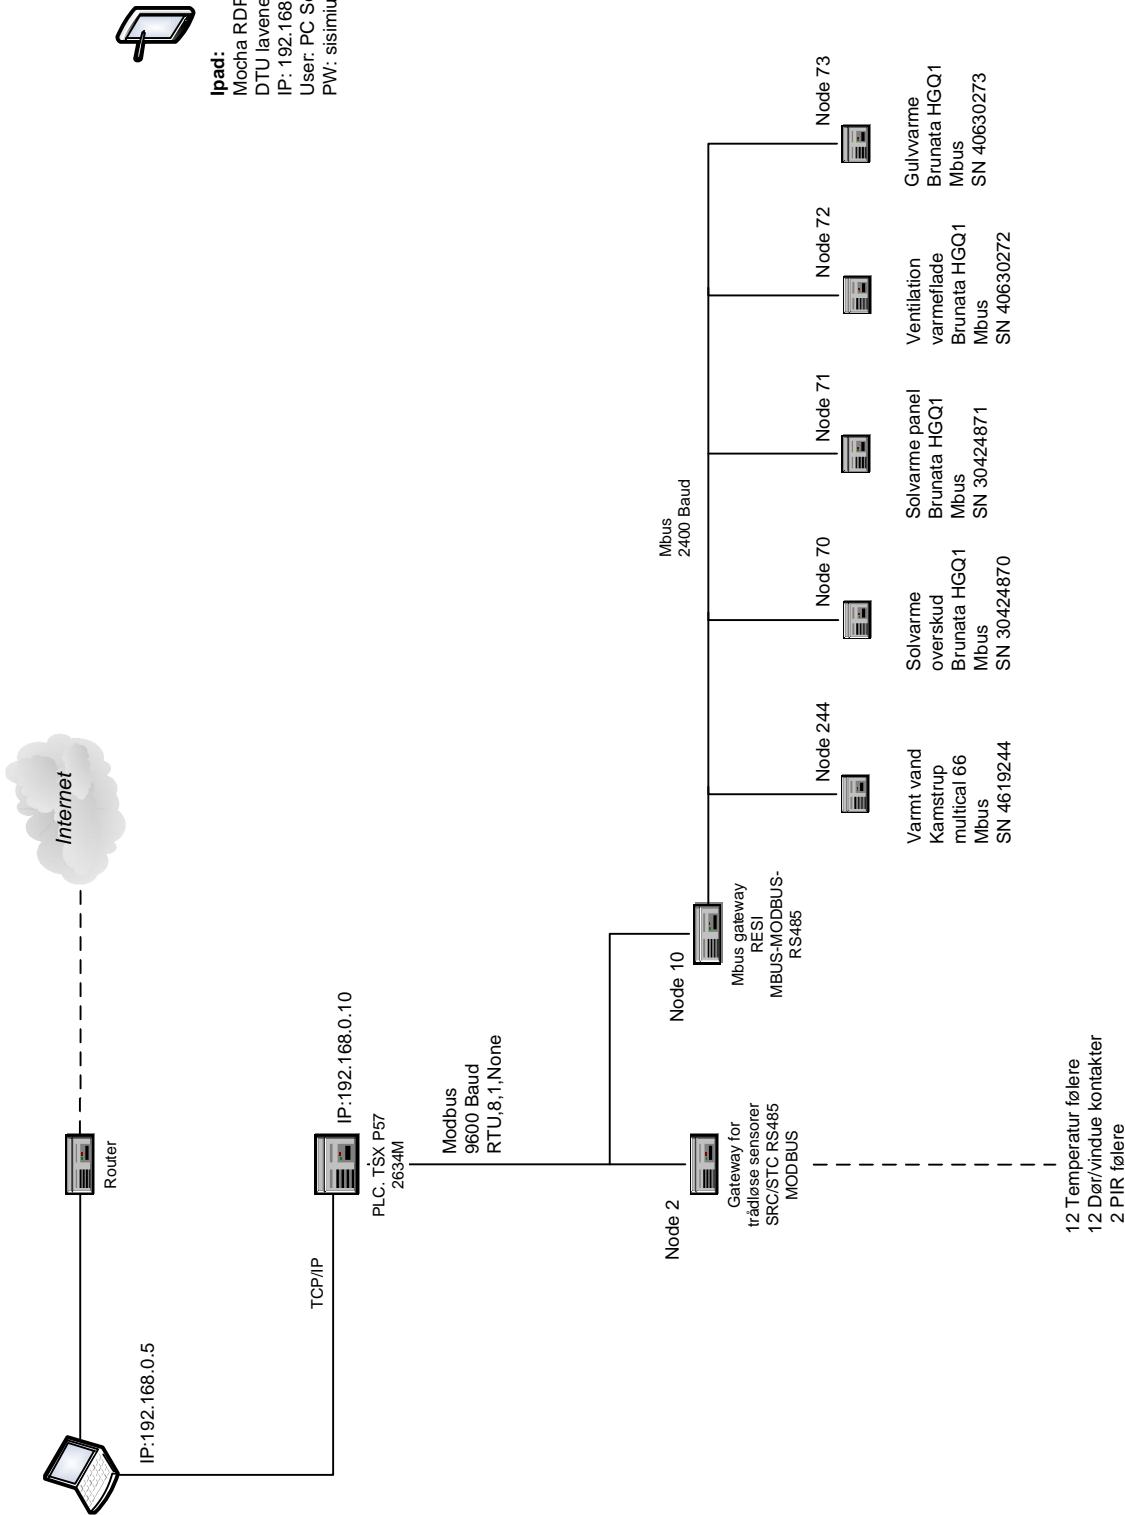 Ipad:
Mocha RDP
DTU lavene
IP: 192.168
User: PC
PW:
Internet
Router
IP:192.168.0.5
TCP/IP
IP:192.168.0.10
PLC. TSX P57
2634M
Modbus
9600 Baud
RTU,8,1,None
Node 2
Gateway for
trådløse sensorer
SRC/STC RS485
MODBUS
12 Temperatur følere
12 Dør/vindue kontakter
2 PIR følere
Node 10
Mbus gateway
RESI
MBUS-MODBUS-
RS485
Mbus
2400 Baud
Node 244
Varmt vand
Kamstrup
multical 66
Mbus
SN 4619244
Node 70
Solvarme
overskud
Brunata HGQ1
Mbus
SN 30424870
Node 71
Solvarme panel
Brunata HGQ1
Mbus
SN 30424871
Node 72
Ventilation
varmeflade
Brunata HGQ1
Mbus
SN 40630272
Node 73
Gulvvarme
Brunata HGQ1
Mbus
SN 40630273